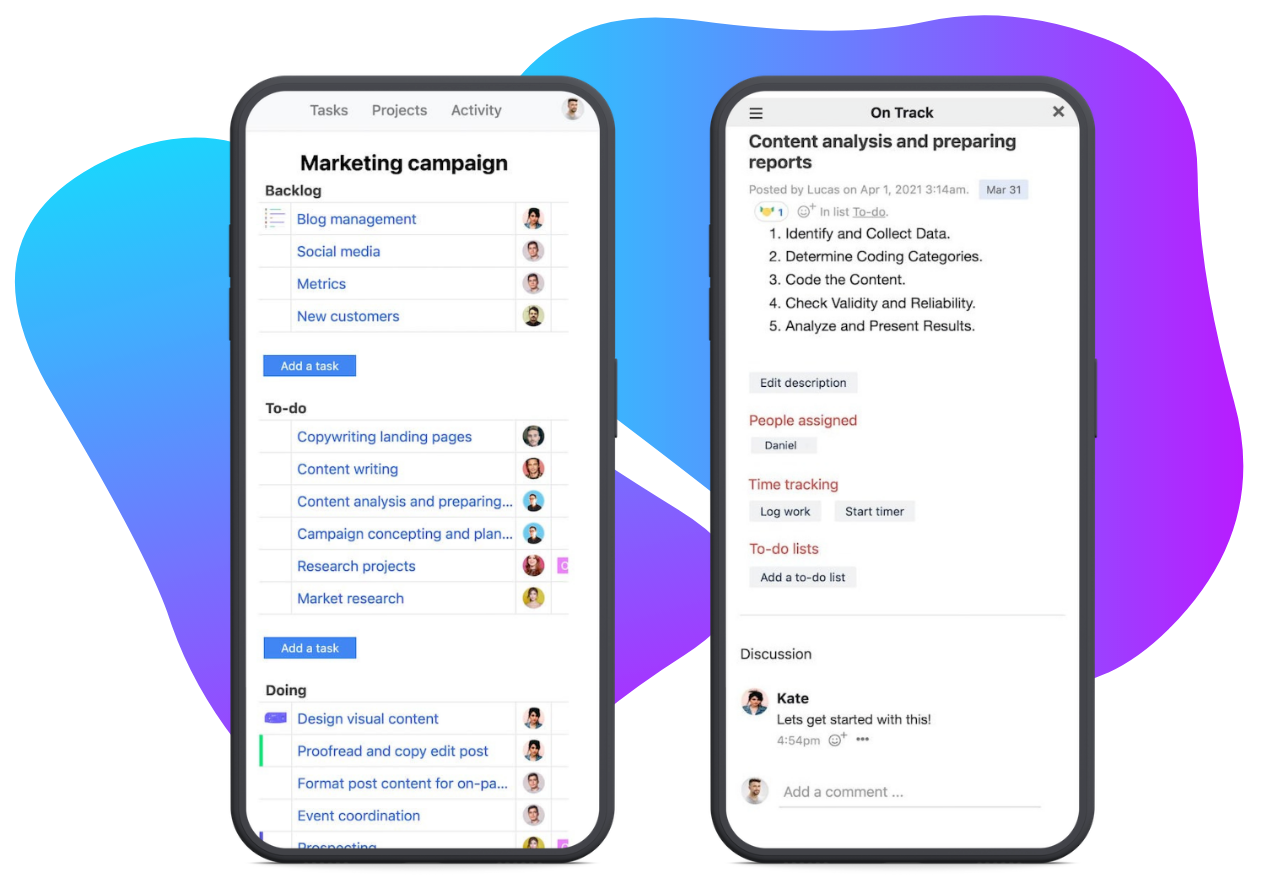 Tasks Projects Activity
Marketing campaign
Backlog
Blog management
Social media
Metrics
New customers
Add a task
To-do
Copywriting landing pages
Content writing
Content analysis and preparing...
Campaign concepting and plan...
Research projects
Market research
Add a task
Doing
Design visual content
Proofread and copy edit post
Format post content for on-pa...
Event coordination
Prospecting
On Track
Content analysis and preparing
reports
Posted by Lucas on Apr 1, 2021 3:14am. Mar 31
1 In list To-do.
1. Identify and Collect Data.
2. Determine Coding Categories.
3. Code the Content.
4. Check Validity and Reliability.
5. Analyze and Present Results.
Edit description
People assigned
Daniel
Time tracking
Log work Start timer
To-do lists
Add a to-do list
Discussion
Kate
Lets get started with this!
4:54pm
Add a comment ...